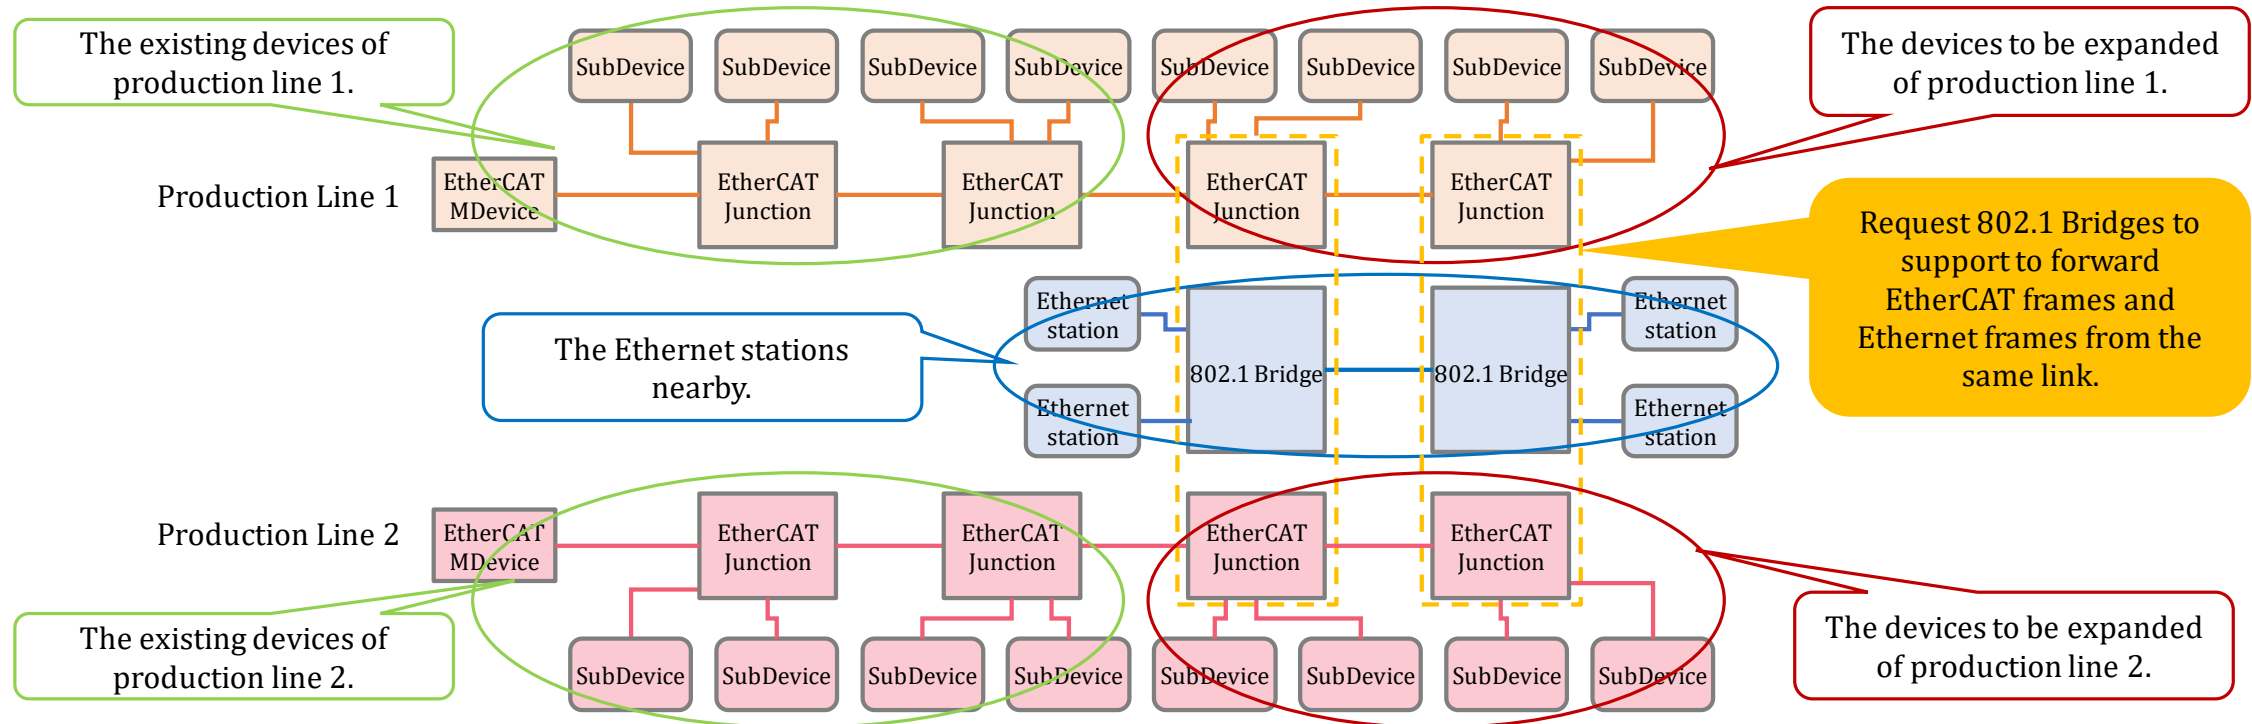 The existing devices of
production line 1.
SubDevice
SubDevice
SubDevice
SubDevice
SubDevice
SubDevice
SubDevice
SubDevice
The devices to be expanded
of production line 1.
Production Line 1
EtherCAT
MDevice
EtherCAT
Junction
EtherCAT
Junction
EtherCAT
Junction
EtherCAT
Junction
Request 802.1 Bridges to
support to forward
EtherCAT frames and
Ethernet frames from the
same link.
The Ethernet stations
nearby.
Ethernet
station
Ethernet
station
802.1 Bridge
802.1 Bridge
Ethernet
station
Ethernet
station
Production Line 2
EtherCAT
MDevice
EtherCAT
Junction
EtherCAT
Junction
EtherCAT
Junction
EtherCAT
Junction
The existing devices of
production line 2.
SubDevice
SubDevice
SubDevice
SubDevice
SubDevice
SubDevice
SubDevice
SubDevice
The devices to be expanded
of production line 2.